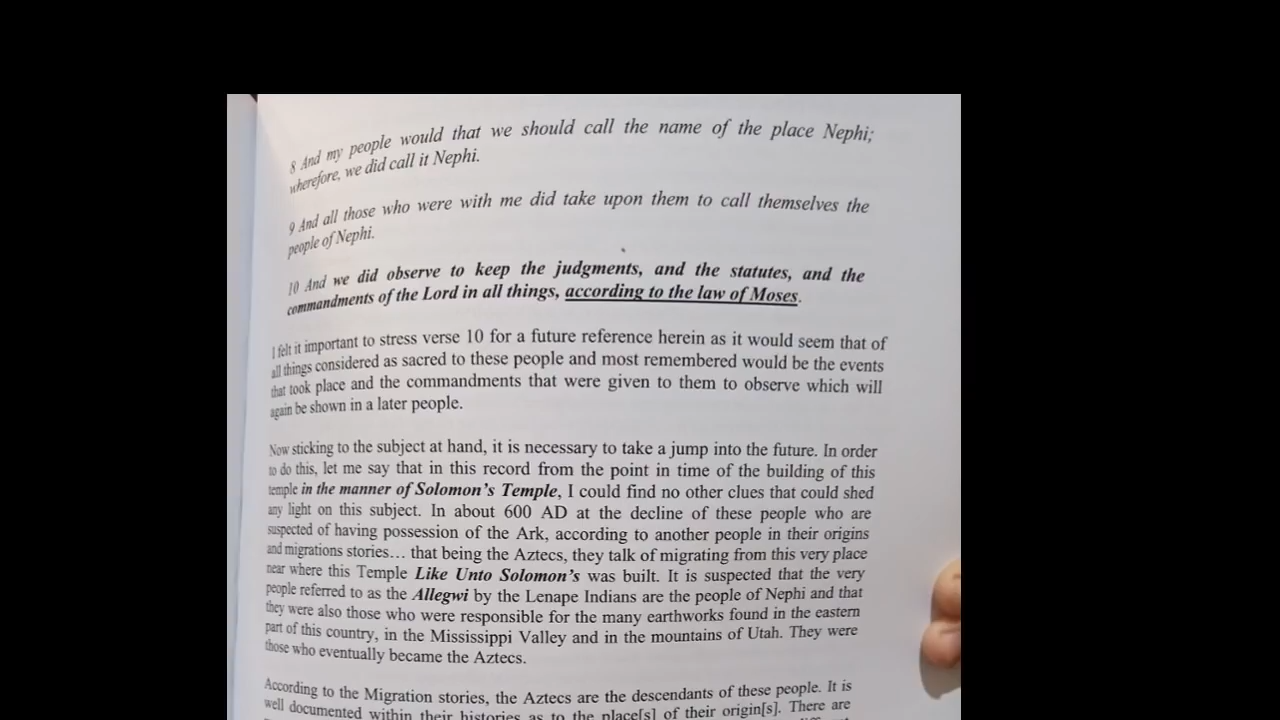 8 And my people would that we should call the name of the place Nephi;
wherefore, we did call it Nephi.
9 And all those who were with me did take upon them to call themselves the
people of Nephi.
10 And we did observe to keep the judgments, and the statutes, and the
commandments of the Lord in all things, according to the law of Moses.
I felt it important to stress verse 10 for a future reference herein as it would seem that of
all things considered as sacred to these people and most remembered would be the events
that took place and the commandments that were given to them to observe which will
again be shown in a later people.
Now sticking to the subject at hand, it is necessary to take a jump into the future. In order
to do this, let me say that in this record from the point in time of the building of this
temple in the manner of Solomon's Temple, I could find no other clues that could shed
any light on this subject. In about 600 AD at the decline of these people who are
suspected of having possession of the Ark, according to another people in their origins
and migrations stories… that being the Aztecs, they talk of migrating from this very place
near where this Temple Like Unto Solomon's was built. It is suspected that the very
people referred to as the Allegwi by the Lenape Indians are the people of Nephi and that
they were also those who were responsible for the many earthworks found in the eastern
part of this country, in the Mississippi Valley and in the mountains of Utah. They were
those who eventually became the Aztecs.
According to the Migration stories, the Aztecs are the descendants of these people. It is
well documented within their histories as to the place[s] of their origin[s]. There are